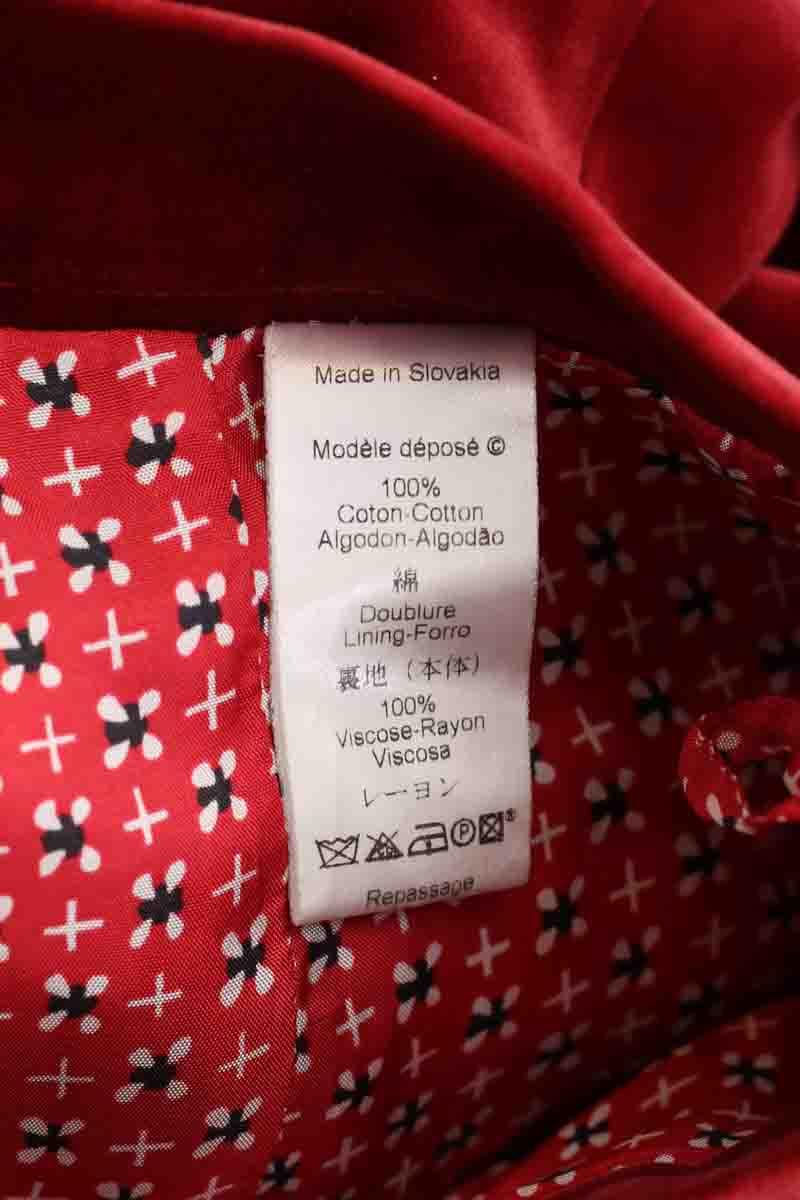 Made in Slovakia
Modèle déposé ©
100%
Coton-Cotton
Algodon-Algodão
綿
Doublure
Lining-Forro
裏地 (本体)
100%
Viscose-Rayon
Viscosa
レーヨン
Ⓟ ®
Repassage